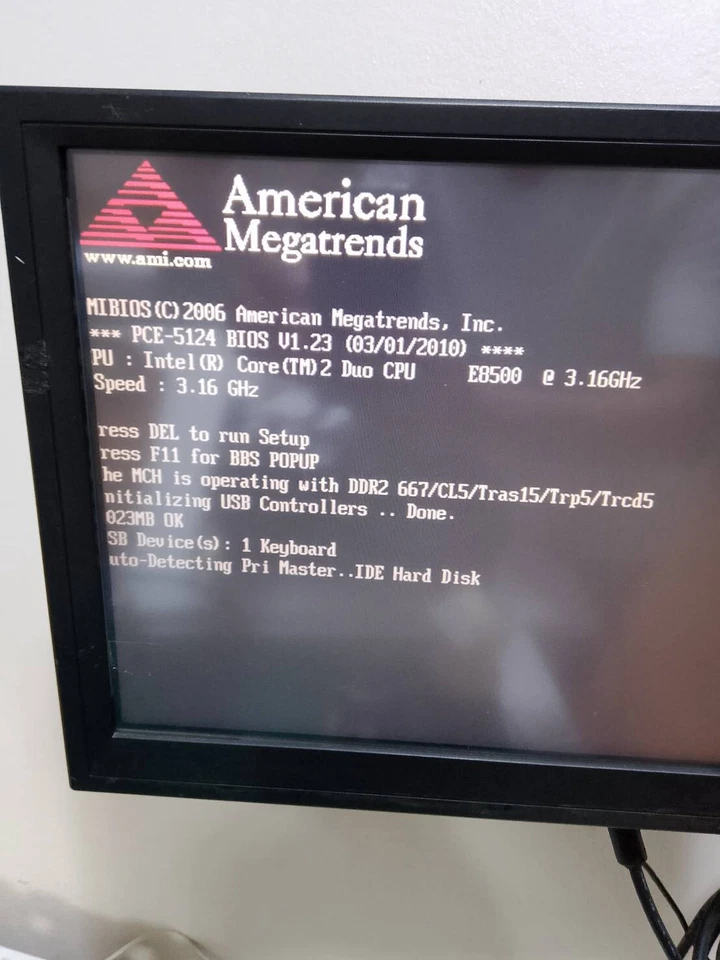 American
Megatrends
www.ami.com
MIBIOS(C)2006 American Megatrends, Inc.
*** PCE-5124 BIOS V1.23 (03/01/2010) ****
PU : Intel(R) Core(TM)2 Duo CPU E8500 @ 3.16GHz
Speed : 3.16 GHz
ress DEL to run Setup
ress F11 for BBS POPUP
he MCH is operating with DDR2 667/CL5/Tras15/Trp5/Trcd5
nitializing USB Controllers .. Done.
023MB OK
SB Device(s): 1 Keyboard
uto-Detecting Pri Master..IDE Hard Disk